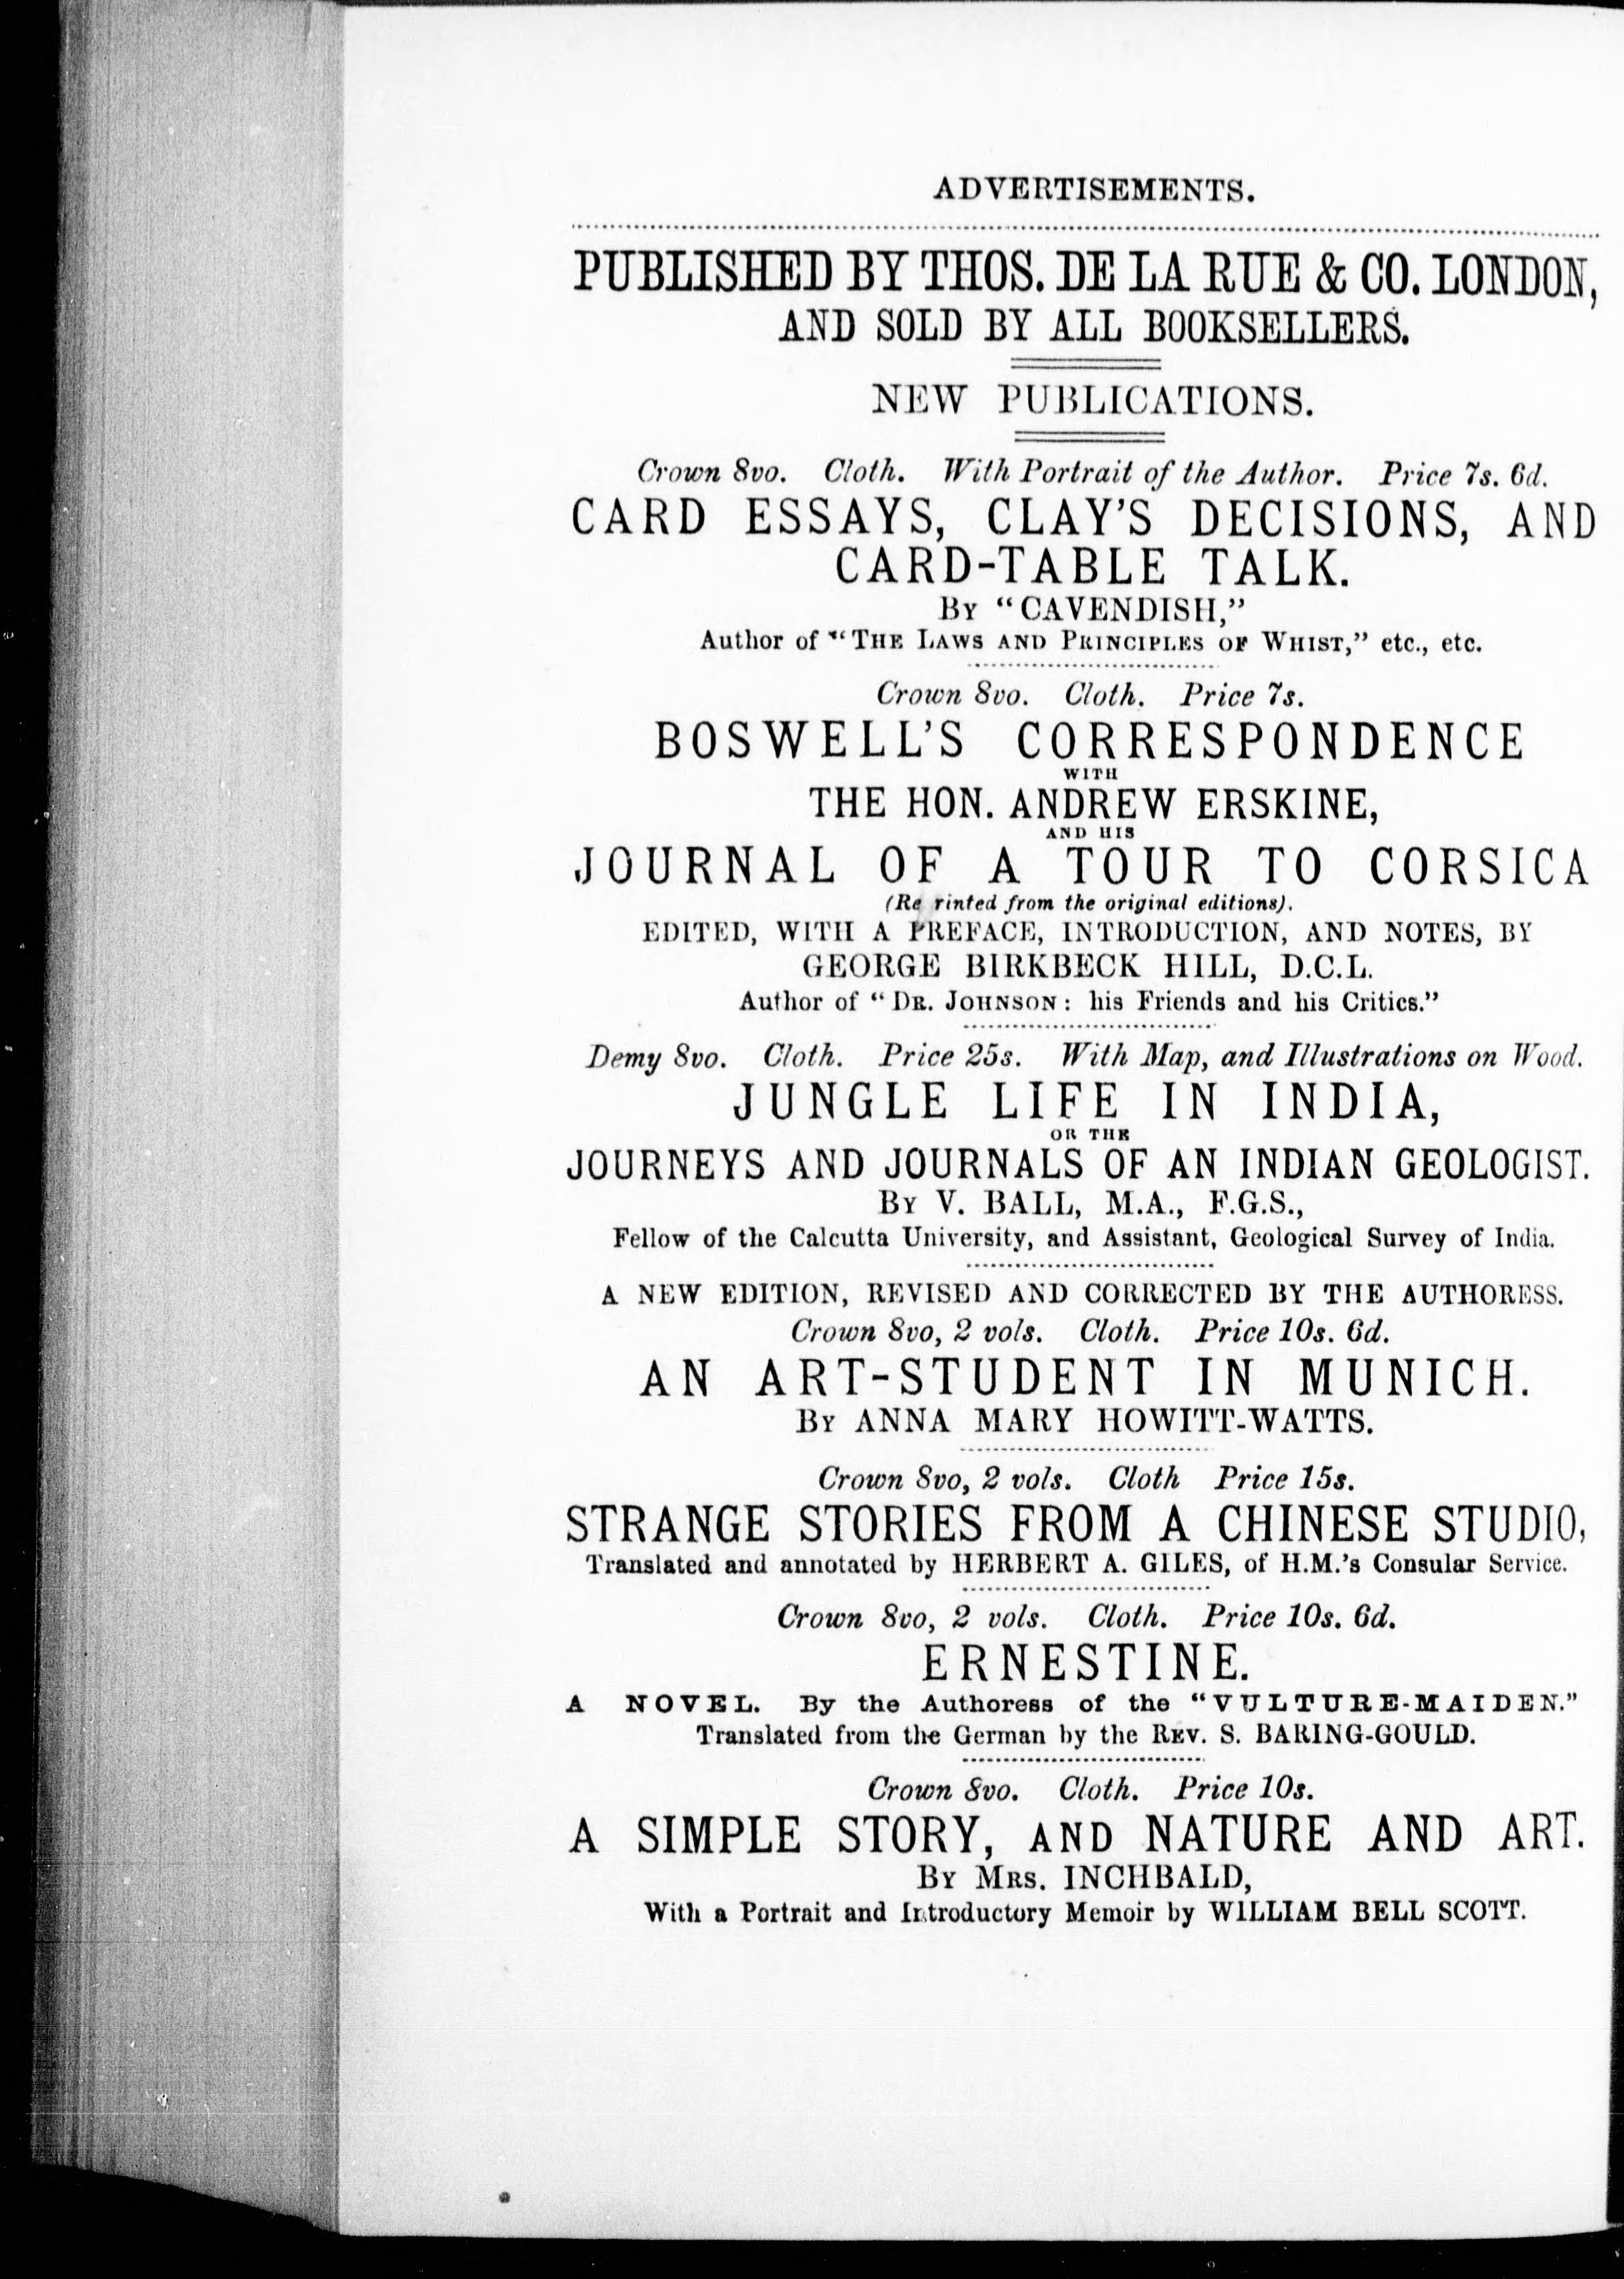 ADVERTISEMENTS.
PUBLISHED BY THOS. DE LA RUE & CO. LONDON,
AND SOLD BY ALL BOOKSELLERS.
NEW PUBLICATIONS.
Crown 8vo. Cloth. With Portrait of the Author. Price 7s. 6d.
CARD ESSAYS, CLAY'S DECISIONS, AND
CARD-TABLE TALK.
BY "CAVENDISH,"
Author of "THE LAWS AND PRINCIPLES OF WHIST," etc., etc.
Crown 8vo. Cloth. Price 7s.
BOSWELL'S CORRESPONDENCE
WITH
THE HON. ANDREW ERSKINE,
AND HIS
JOURNAL OF A TOUR TO CORSICA
(Re rinted from the original editions).
EDITED, WITH A PREFACE, INTRODUCTION, AND NOTES, BY
GEORGE BIRKBECK HILL, D.C.L.
Author of "DR. JOHNSON: his Friends and his Critics."
Demy 8vo. Cloth. Price 25s. With Map, and Illustrations on Wood.
JUNGLE LIFE IN INDIA,
OR THE
JOURNEYS AND JOURNALS OF AN INDIAN GEOLOGIST.
BY V. BALL, M.A., F.G.S.,
Fellow of the Calcutta University, and Assistant, Geological Survey of India.
A NEW EDITION, REVISED AND CORRECTED BY THE AUTHORESS.
Crown 8vo, 2 vols. Cloth. Price 10s. 6d.
AN ART-STUDENT IN MUNICH.
BY ANNA MARY HOWITT-WATTS.
Crown 8vo, 2 vols. Cloth Price 15s.
STRANGE STORIES FROM A CHINESE STUDIO,
Translated and annotated by HERBERT A. GILES, of H.M.'s Consular Service.
Crown 8vo, 2 vols. Cloth. Price 10s. 6d.
ERNESTINE.
A NOVEL. By the Authoress of the "VULTURE-MAIDEN."
Translated from the German by the REV. S. BARING-GOULD.
Crown 8vo. Cloth. Price 10s.
A SIMPLE STORY, AND NATURE AND ART.
BY MRS. INCHBALD,
With a Portrait and Introductory Memoir by WILLIAM BELL SCOTT.